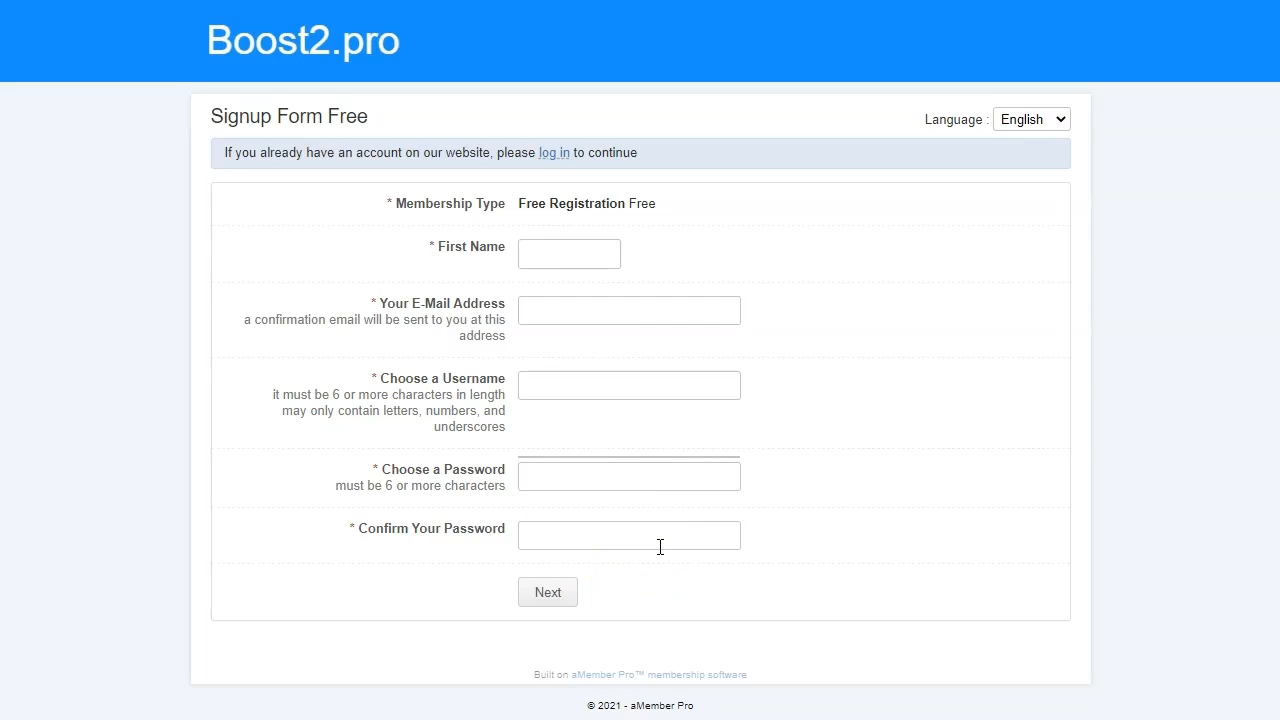 Boost2.pro
Signup Form Free
Language : English
If you already have an account on our website, please log in to continue
* Membership Type Free Registration Free
* First Name
* Your E-Mail Address
a confirmation email will be sent to you at this
address
* Choose a Username
it must be 6 or more characters in length
may only contain letters, numbers, and
underscores
* Choose a Password
must be 6 or more characters
* Confirm Your Password
Next
Built on aMember Pro™ membership software
© 2021 - aMember Pro